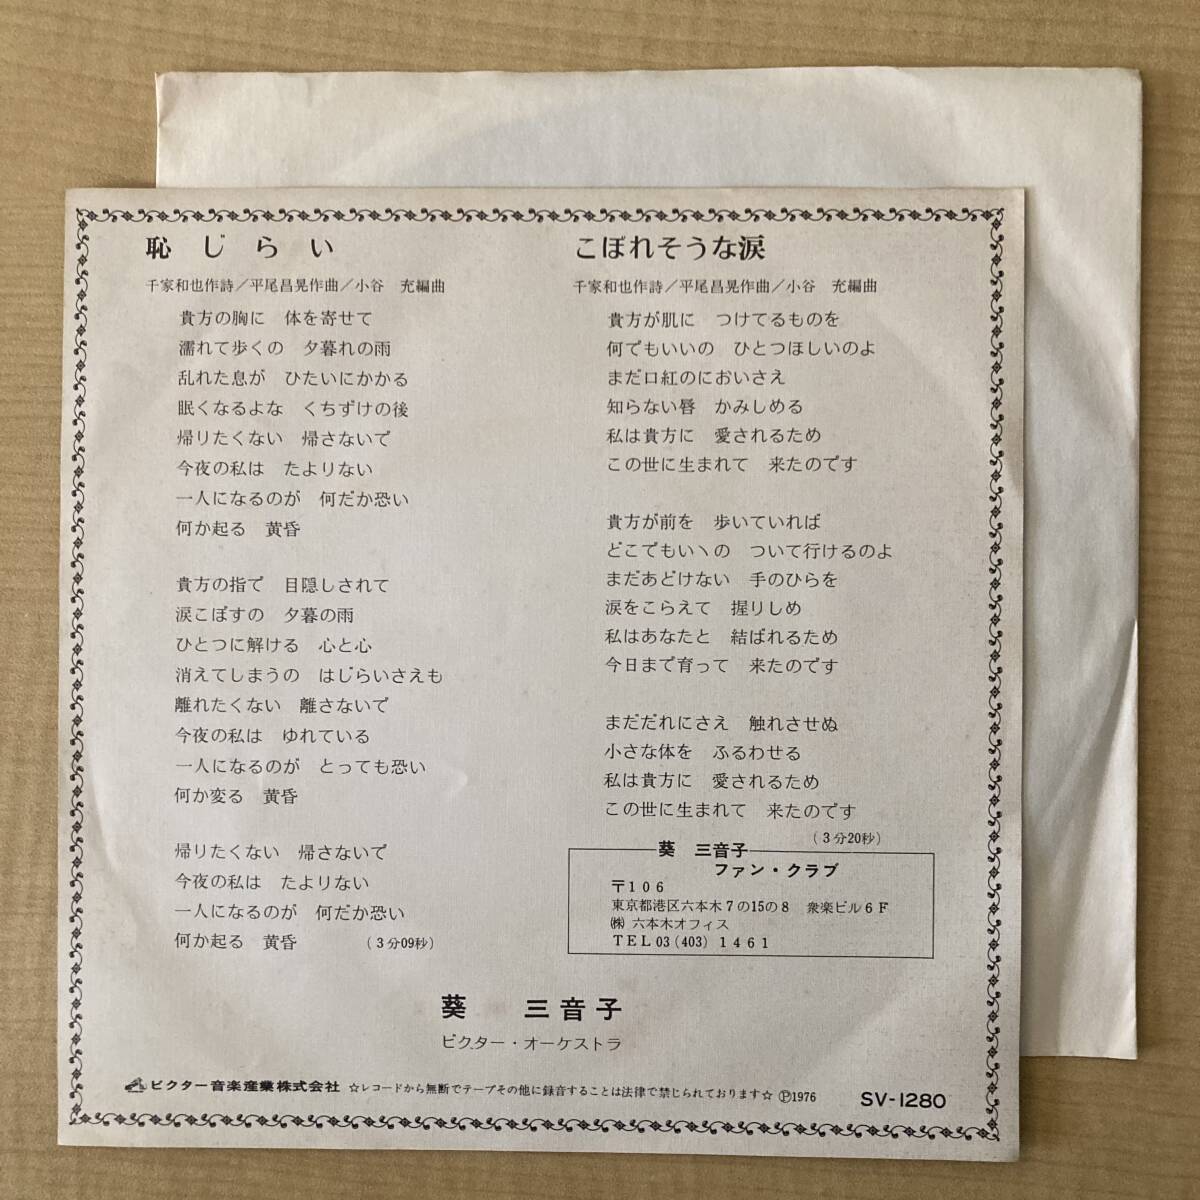 恥じらい
千家和也作詩／平尾昌晃作曲／小谷　充編曲
貴方の胸に　体を寄せて
濡れて歩くの　夕暮れの雨
乱れた息が　ひたいにかかる
眠くなるよな　くちずけの後
帰りたくない　帰さないで
今夜の私は　たよりない
一人になるのが　何だか恐い
何か起る　黄昏
貴方の指で　目隠しされて
涙こぼすの　夕暮の雨
ひとつに解ける　心と心
消えてしまうの　はじらいさえも
離れたくない　離さないで
今夜の私は　ゆれている
一人になるのが　とっても恐い
何か変る　黄昏
帰りたくない　帰さないで
今夜の私は　たよりない
一人になるのが　何だか恐い
何か起る　黄昏　（3分09秒）
こぼれそうな涙
千家和也作詩／平尾昌晃作曲／小谷　充編曲
貴方が肌に　つけてるものを
何でもいいの　ひとつほしいのよ
まだ口紅のにおいさえ
知らない唇　かみしめる
私は貴方に　愛されるため
この世に生まれて　来たのです
貴方が前を　歩いていれば
どこでもいヽの　ついて行けるのよ
まだあどけない　手のひらを
涙をこらえて　握りしめ
私はあなたと　結ばれるため
今日まで育って　来たのです
まだだれにさえ　触れさせぬ
小さな体を　ふるわせる
私は貴方に　愛されるため
この世に生まれて　来たのです
（3分20秒）
葵　三音子
ファン・クラブ
〒106
東京都港区六本木7の15の8　衆楽ビル6F
㈱ 六本木オフィス
TEL 03 (403) 1461
葵　三音子
ビクター・オーケストラ
ビクター音楽産業株式会社　☆レコードから無断でテープその他に録音することは法律で禁じられております☆　Ⓟ1976　SV-1280